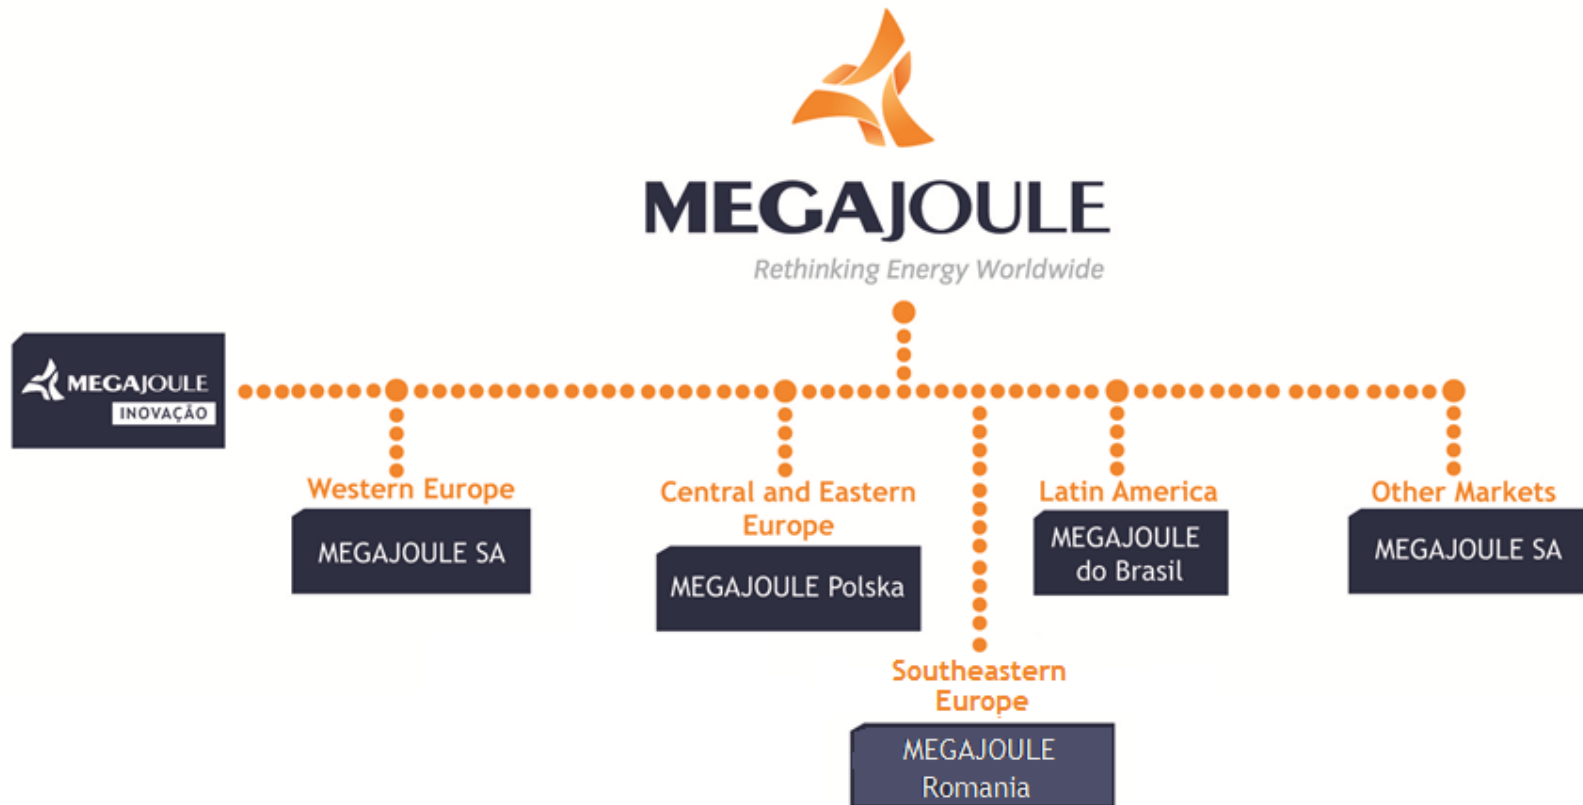 MEGAJOULE
Rethinking Energy Worldwide
MEGAJOULE
INOVAÇÃO
Western Europe
MEGAJOULE SA
Central and Eastern
Europe
MEGAJOULE Polska
Latin America
MEGAJOULE
do Brasil
Other Markets
MEGAJOULE SA
Southeastern
Europe
MEGAJOULE
Romania